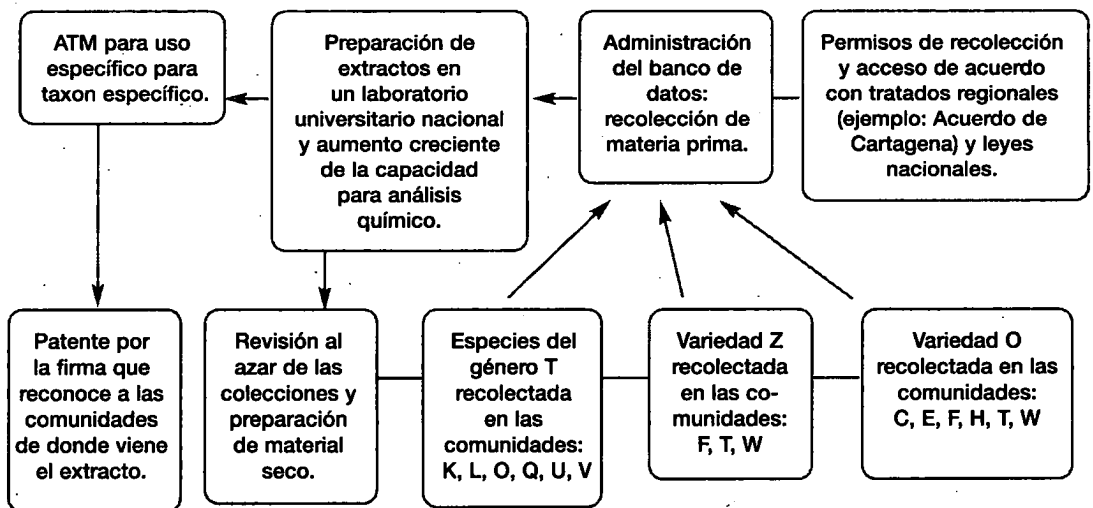 ATM para uso
específico para
taxon específico.
Preparación de
extractos en
un laboratorio
universitario nacional
y aumento creciente
de la capacidad
para análisis
químico.
Administración
del banco de
datos:
recolección de
materia prima.
Permisos de recolección
y acceso de acuerdo
con tratados regionales
(ejemplo: Acuerdo de
Cartagena) y leyes
nacionales.
Patente por
la firma que
reconoce a las
comunidades
de donde viene
el extracto.
Revisión al
azar de las
colecciones y
preparación
de material
seco.
Especies del
género T
recolectada
en las
comunidades:
K, L, O, Q, U, V
Variedad Z
recolectada
en las co-
munidades:
F, T, W
Variedad O
recolectada en las
comunidades:
C, E, F, H, T, W